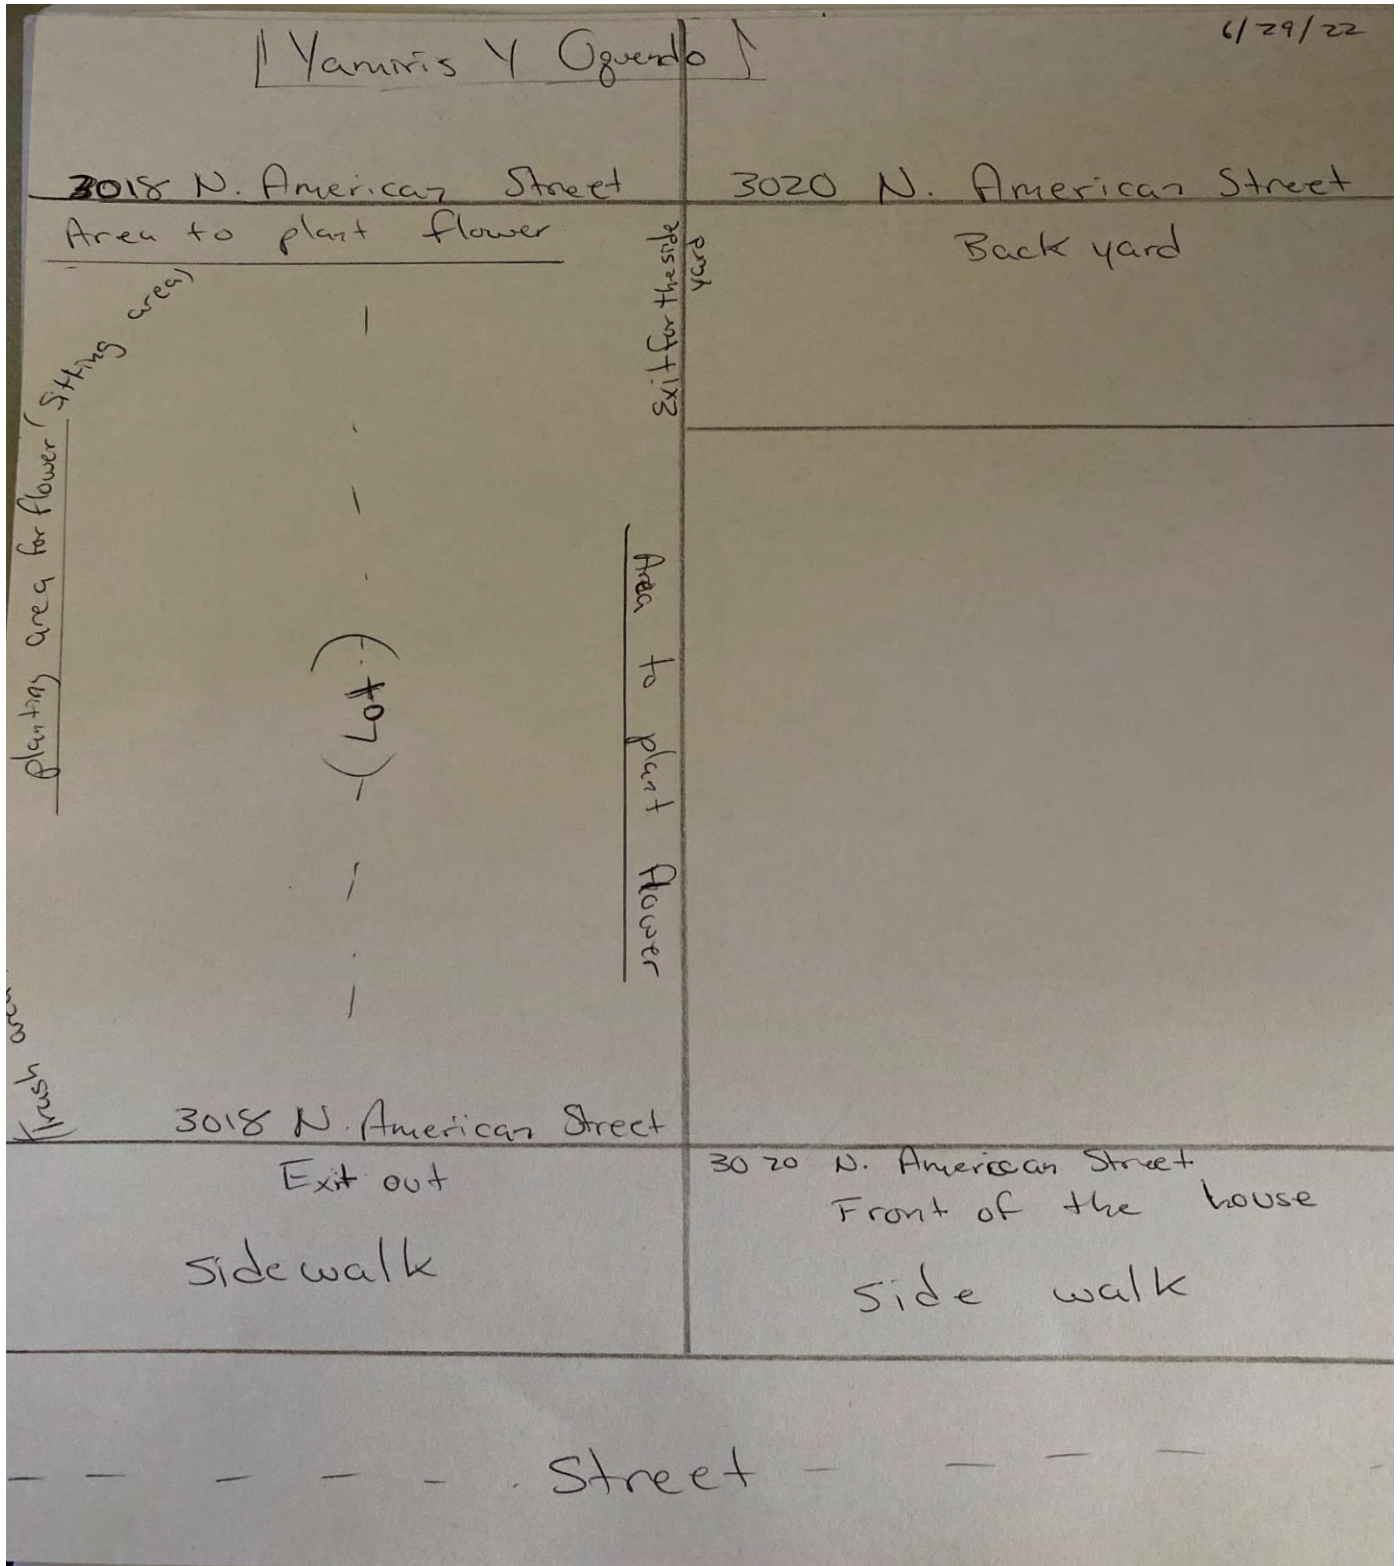 Yamiris Y Oquendo
6/29/22
3018 N. American Street
3020 N. American Street
Area to plant flower
Back yard
Exit for the side
yard
(Sitting area)
planting area for flower
Area to plant flower
(Lot)
Trash area
3018 N. American Street
Exit out
sidewalk
3020 N. American Street
Front of the house
side walk
Street